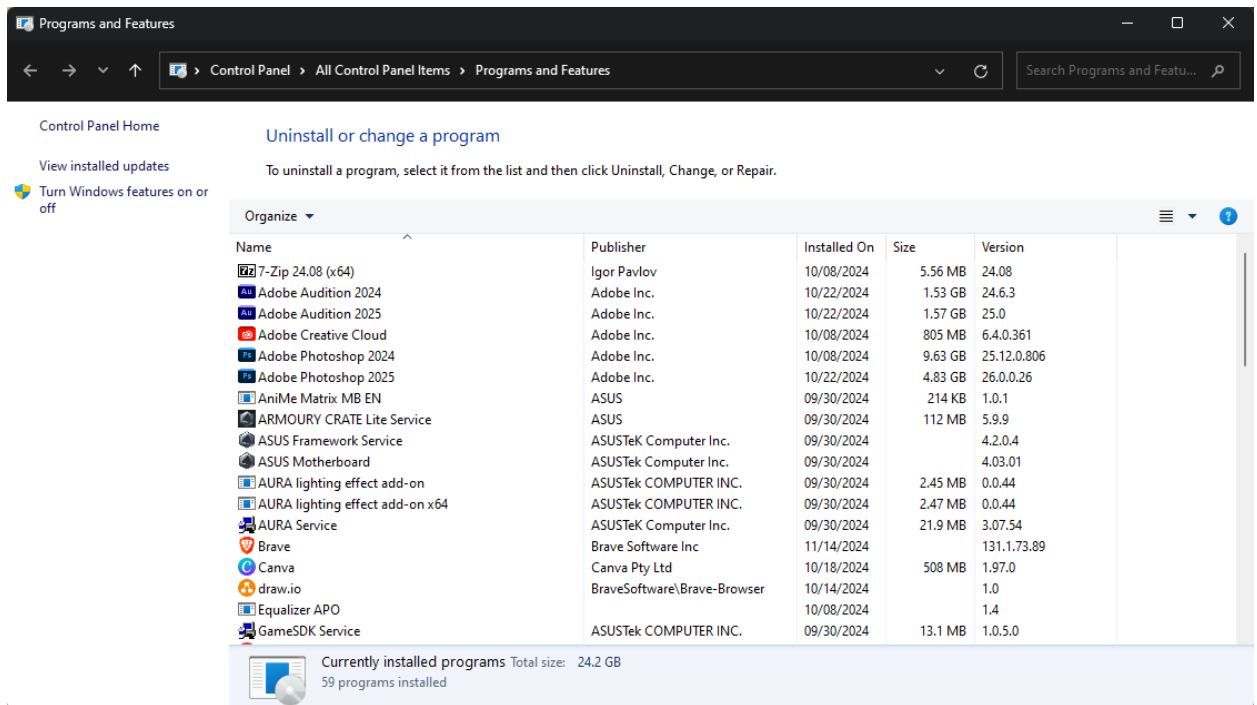 Programs and Features
Control Panel > All Control Panel Items > Programs and Features
Search Programs and Featu...
Control Panel Home
View installed updates
Turn Windows features on or
off
Uninstall or change a program
To uninstall a program, select it from the list and then click Uninstall, Change, or Repair.
Organize
Name Publisher Installed On Size Version
7-Zip 24.08 (x64) Igor Pavlov 10/08/2024 5.56 MB 24.08
Adobe Audition 2024 Adobe Inc. 10/22/2024 1.53 GB 24.6.3
Adobe Audition 2025 Adobe Inc. 10/22/2024 1.57 GB 25.0
Adobe Creative Cloud Adobe Inc. 10/08/2024 805 MB 6.4.0.361
Adobe Photoshop 2024 Adobe Inc. 10/08/2024 9.63 GB 25.12.0.806
Adobe Photoshop 2025 Adobe Inc. 10/22/2024 4.83 GB 26.0.0.26
AniMe Matrix MB EN ASUS 09/30/2024 214 KB 1.0.1
ARMOURY CRATE Lite Service ASUS 09/30/2024 112 MB 5.9.9
ASUS Framework Service ASUSTeK Computer Inc. 09/30/2024 4.2.0.4
ASUS Motherboard ASUSTek Computer Inc. 09/30/2024 4.03.01
AURA lighting effect add-on ASUSTek COMPUTER INC. 09/30/2024 2.45 MB 0.0.44
AURA lighting effect add-on x64 ASUSTek COMPUTER INC. 09/30/2024 2.47 MB 0.0.44
AURA Service ASUSTeK Computer Inc. 09/30/2024 21.9 MB 3.07.54
Brave Brave Software Inc 11/14/2024 131.1.73.89
Canva Canva Pty Ltd 10/18/2024 508 MB 1.97.0
draw.io BraveSoftware\Brave-Browser 10/14/2024 1.0
Equalizer APO 10/08/2024 1.4
GameSDK Service ASUSTek COMPUTER INC. 09/30/2024 13.1 MB 1.0.5.0
Currently installed programs Total size: 24.2 GB
59 programs installed